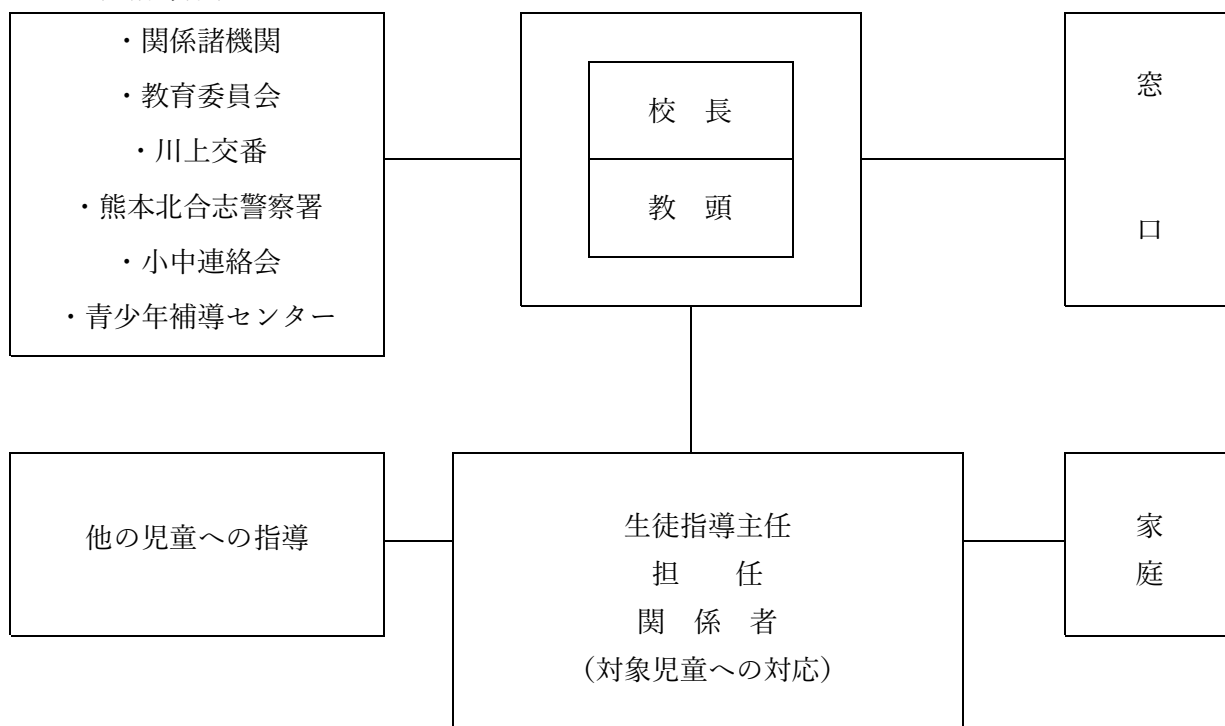 ・関係諸機関
・教育委員会
・川上交番
・熊本北合志警察署
・小中連絡会
・青少年補導センター
校　長
教　頭
窓
口
他の児童への指導
生徒指導主任
担　　任
関　係　者
（対象児童への対応）
家
庭